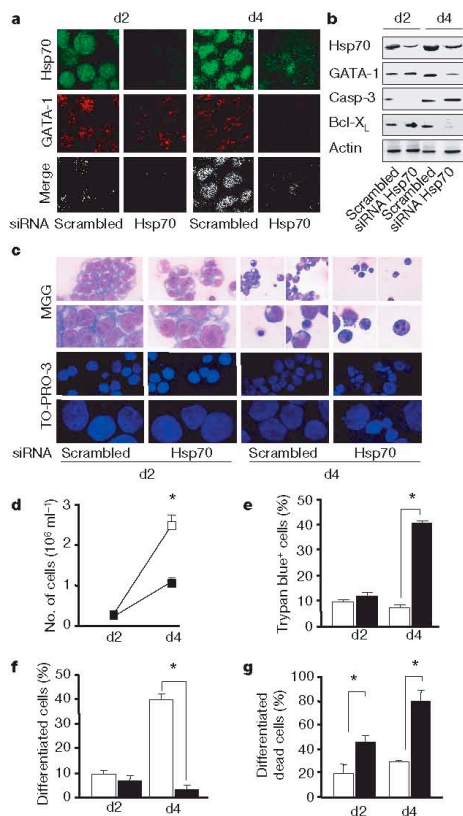 a
d2
d4
Hsp70
GATA-1
Merge
siRNA Scrambled Hsp70 Scrambled Hsp70
b
d2 d4
Hsp70
GATA-1
Casp-3
Bcl-XL
Actin
Scrambled
siRNA Hsp70
Scrambled
siRNA Hsp70
c
MGG
TO-PRO-3
siRNA Scrambled Hsp70 Scrambled Hsp70
d2 d4
d
No. of cells (10⁶ ml⁻¹)
3
2
1
0
*
d2 d4
e
Trypan blue⁺ cells (%)
40
30
20
10
0
*
d2 d4
f
Differentiated cells (%)
50
40
30
20
10
0
*
d2 d4
g
Differentiated
dead cells (%)
100
80
60
40
20
0
* *
d2 d4